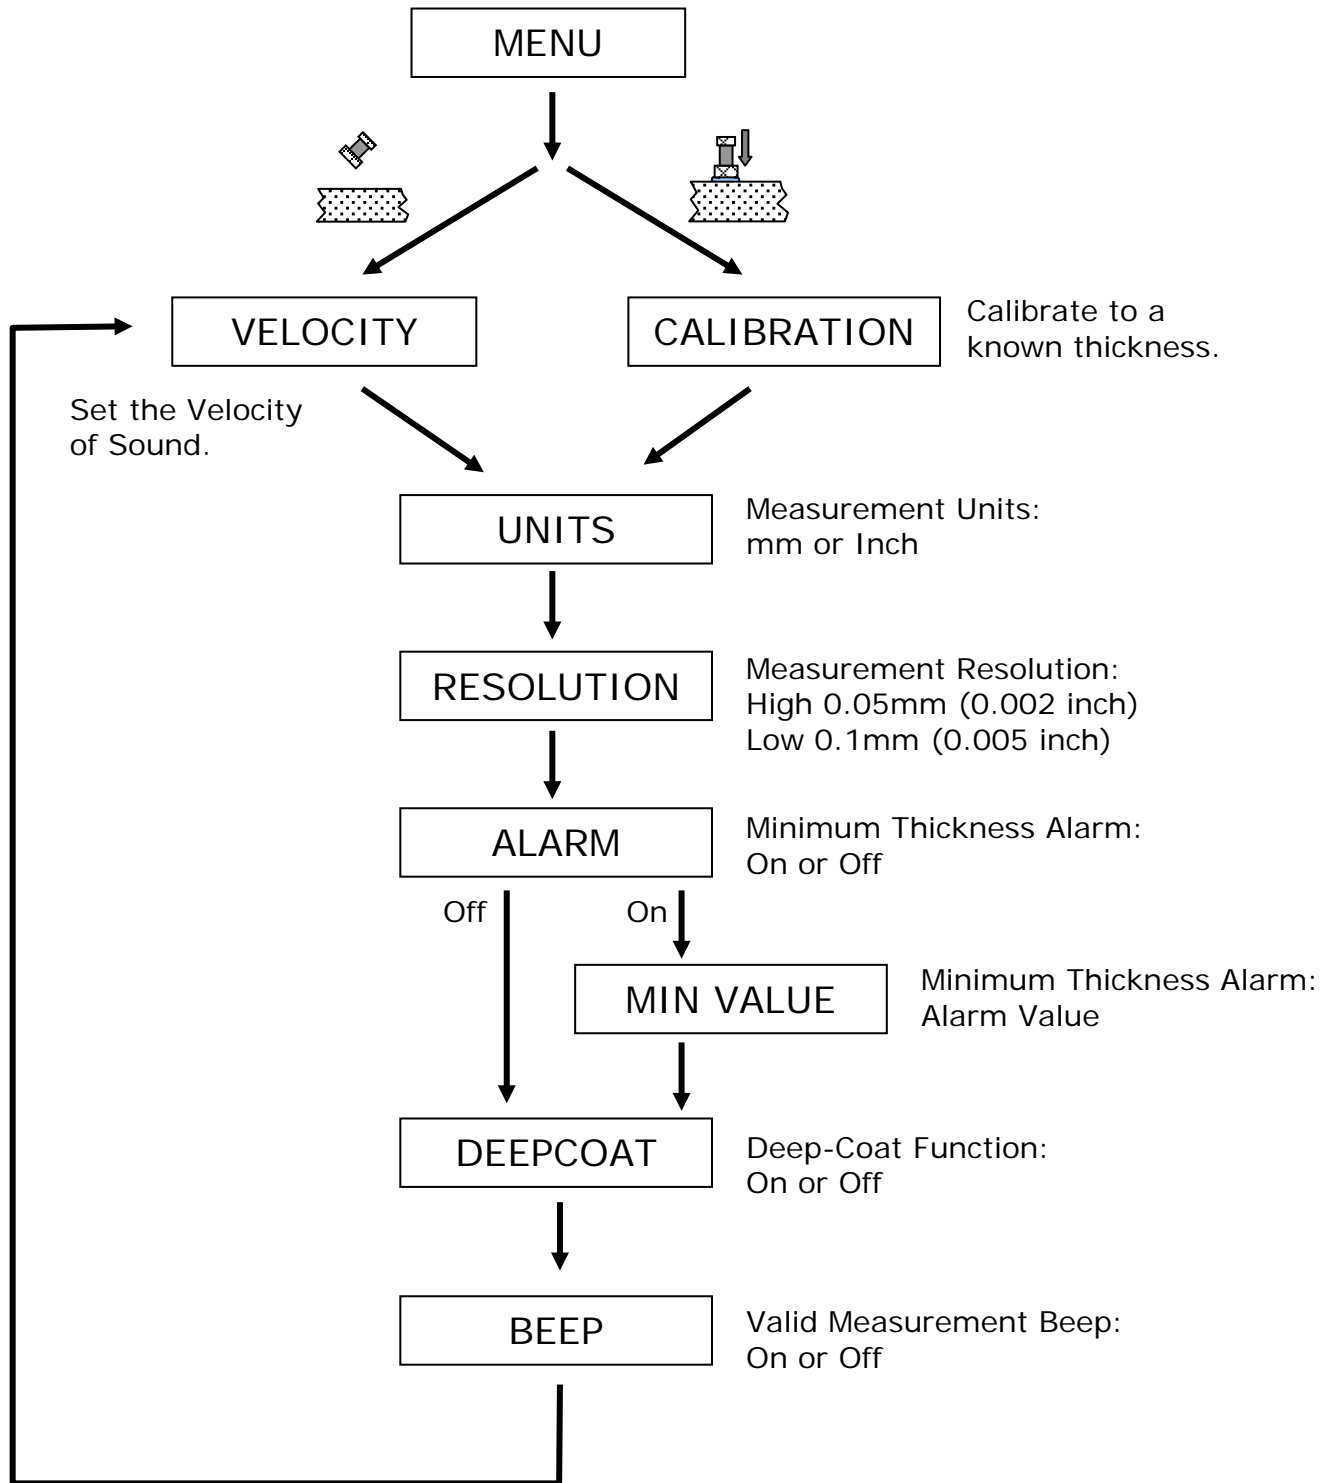 MENU
VELOCITY
CALIBRATION
Calibrate to a
known thickness.
Set the Velocity
of Sound.
UNITS
Measurement Units:
mm or Inch
RESOLUTION
Measurement Resolution:
High 0.05mm (0.002 inch)
Low 0.1mm (0.005 inch)
ALARM
Minimum Thickness Alarm:
On or Off
Off
On
MIN VALUE
Minimum Thickness Alarm:
Alarm Value
DEEPCOAT
Deep-Coat Function:
On or Off
BEEP
Valid Measurement Beep:
On or Off